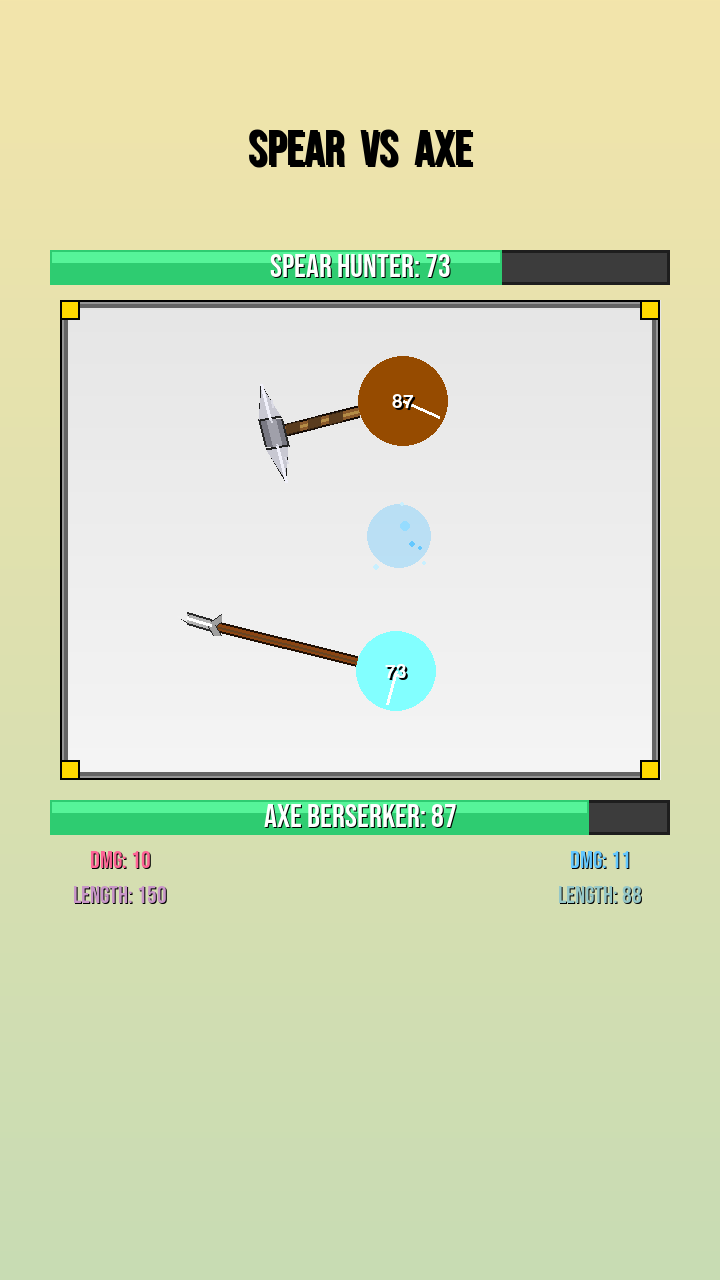 SPEAR VS AXE
SPEAR HUNTER: 73
87
73
AXE BERSERKER: 87
DMG: 10
DMG: 11
LENGTH: 150
LENGTH: 88